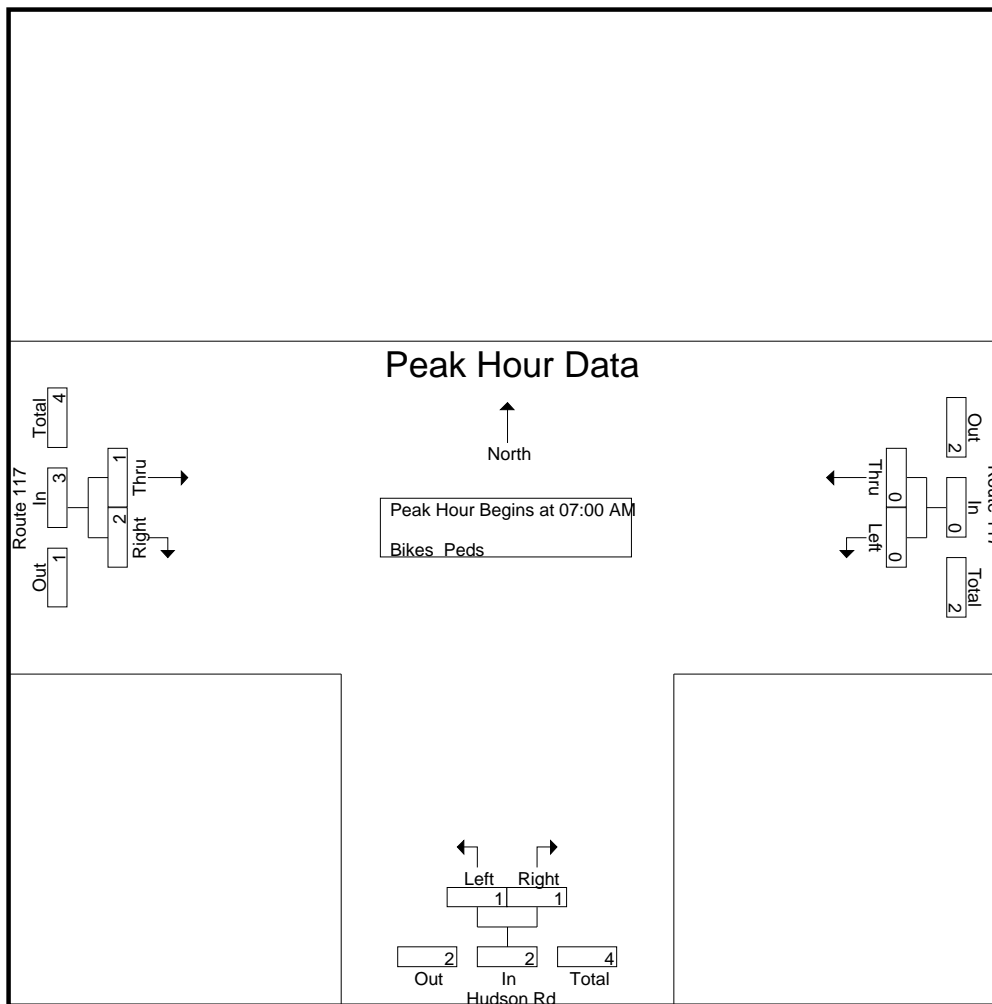 Peak Hour Data
North
Peak Hour Begins at 07:00 AM
Bikes Peds
Route 117
Total
4
In
3
Out
1
1
Thru
2
Right
Out
2
In
0
Total
2
Thru
0
Left
0
Route 117
Left
Right
1
1
2
2
4
Out
In
Total
Hudson Rd